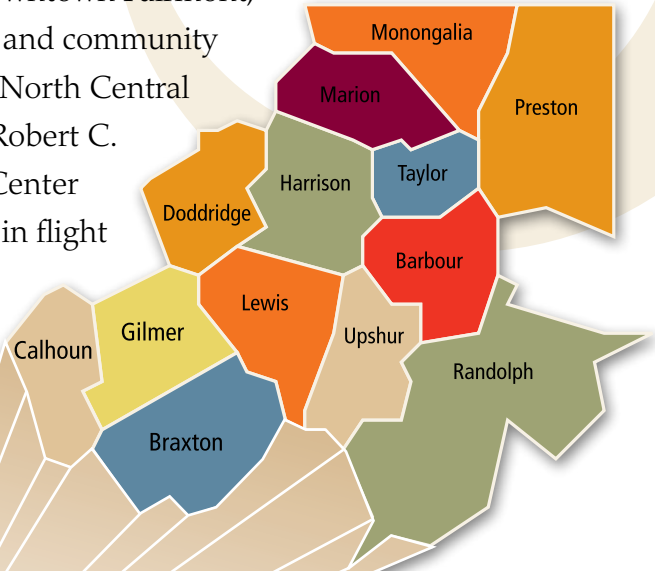 and community
North Central
Robert C.
Center
in flight
Monongalia
Marion
Preston
Taylor
Harrison
Doddridge
Barbour
Lewis
Gilmer
Upshur
Calhoun
Randolph
Braxton